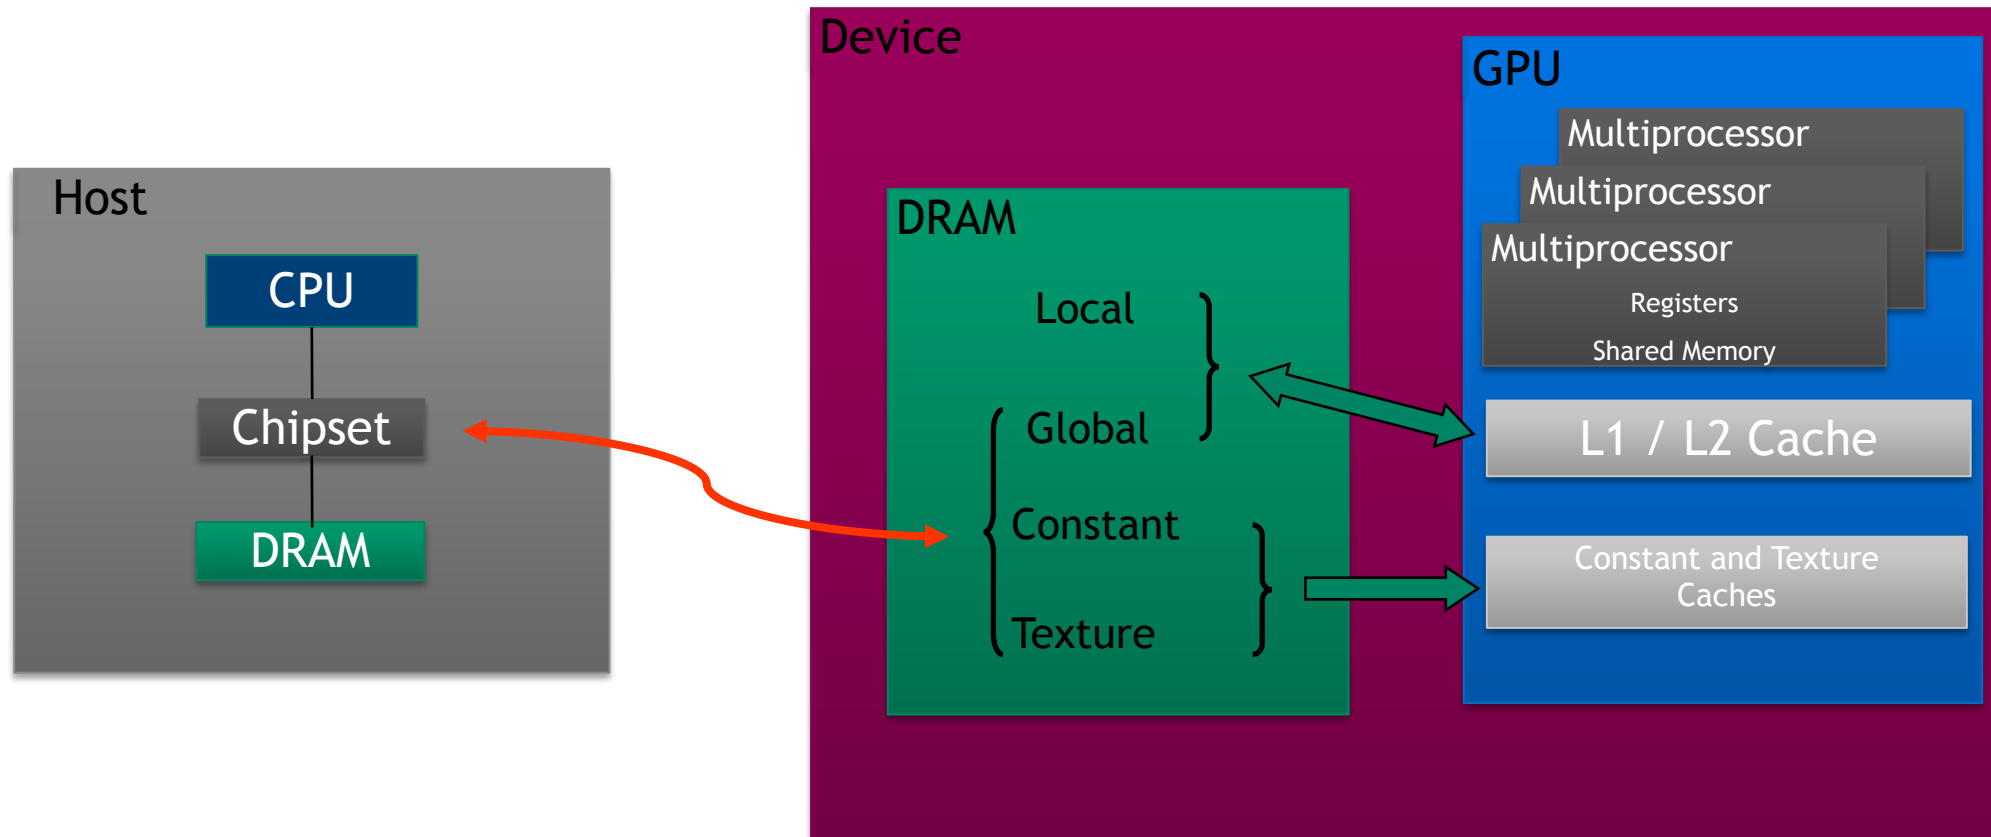 Host
CPU
Chipset
DRAM
Device
DRAM
Local
Global
Constant
Texture
GPU
Multiprocessor
Multiprocessor
Multiprocessor
Registers
Shared Memory
L1 / L2 Cache
Constant and Texture
Caches